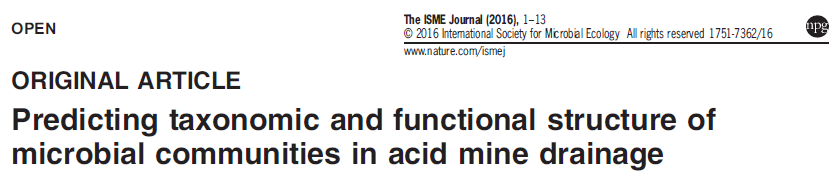 OPEN
The ISME Journal (2016), 1–13
© 2016 International Society for Microbial Ecology All rights reserved 1751-7362/16
npg
www.nature.com/ismej
ORIGINAL ARTICLE
Predicting taxonomic and functional structure of
microbial communities in acid mine drainage